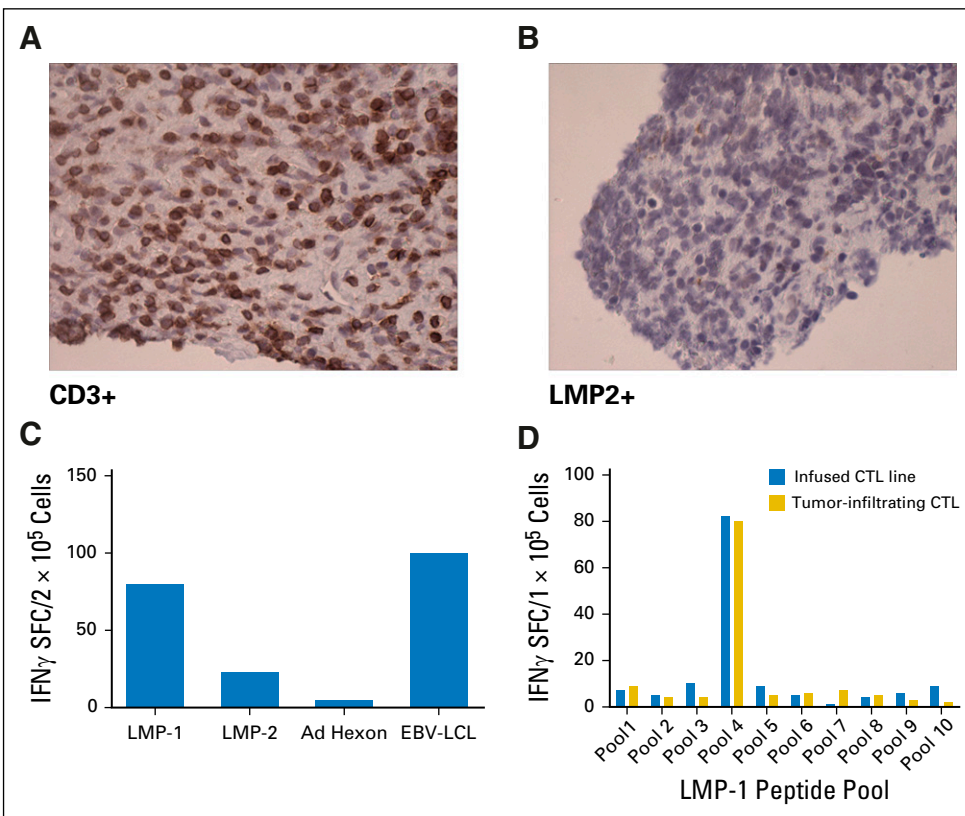 A
B
CD3+
LMP2+
C
IFNγ SFC/2 × 10⁵ Cells
150
100
50
0
LMP-1 LMP-2 Ad Hexon EBV-LCL
D
IFNγ SFC/1 × 10⁵ Cells
100
80
60
40
20
0
Infused CTL line
Tumor-infiltrating CTL
Pool1 Pool 2 Pool 3 Pool 4 Pool 5 Pool 6 Pool 7 Pool 8 Pool 9 Pool 10
LMP-1 Peptide Pool